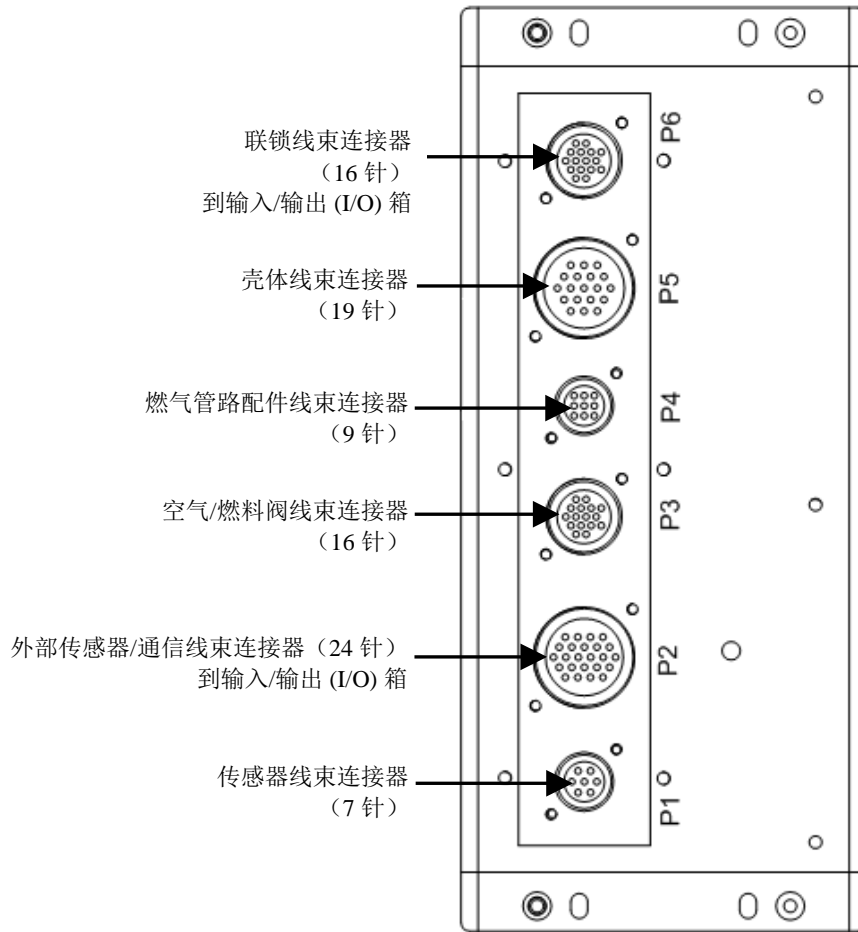 联锁线束连接器
（16 针）
到输入/输出 (I/O) 箱
P6
壳体线束连接器
（19 针）
P5
燃气管路配件线束连接器
（9 针）
P4
空气/燃料阀线束连接器
（16 针）
P3
外部传感器/通信线束连接器（24 针）
到输入/输出 (I/O) 箱
P2
传感器线束连接器
（7 针）
P1